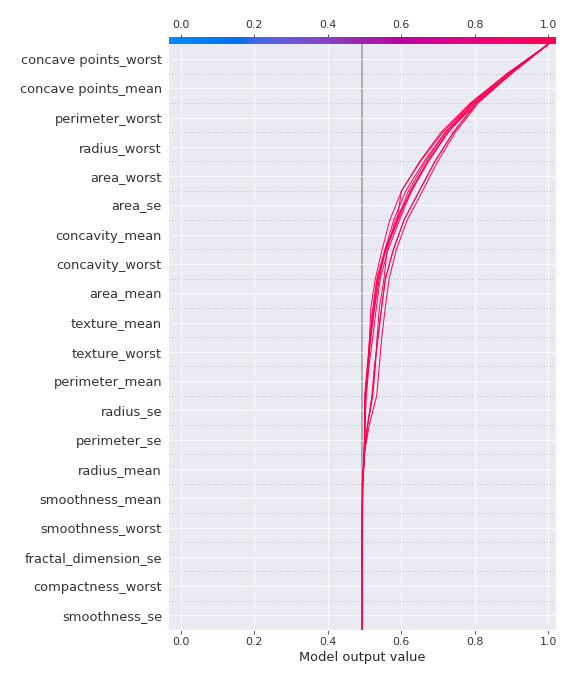 0.0 0.2 0.4 0.6 0.8 1.0
concave points_worst
concave points_mean
perimeter_worst
radius_worst
area_worst
area_se
concavity_mean
concavity_worst
area_mean
texture_mean
texture_worst
perimeter_mean
radius_se
perimeter_se
radius_mean
smoothness_mean
smoothness_worst
fractal_dimension_se
compactness_worst
smoothness_se
0.0 0.2 0.4 0.6 0.8 1.0
Model output value